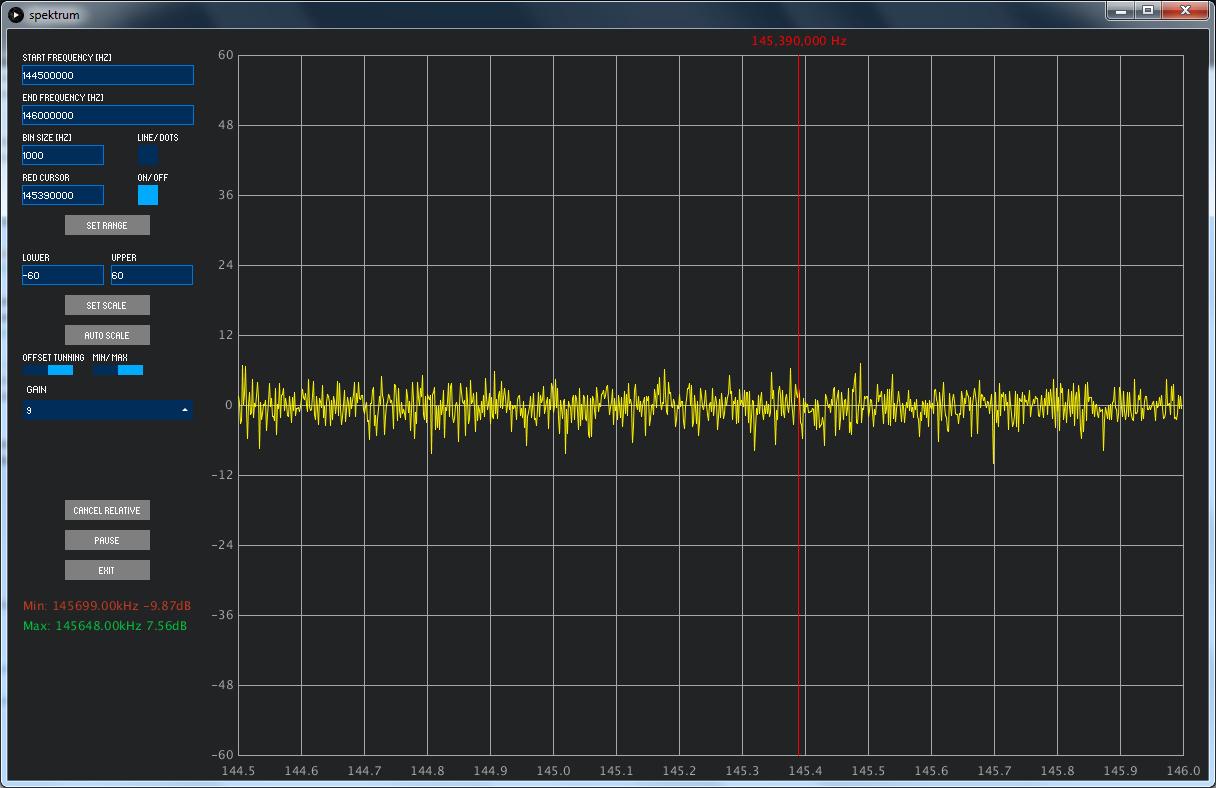 spektrum
145,390,000 Hz
START FREQUENCY [HZ]
144500000
END FREQUENCY [HZ]
146000000
BIN SIZE [HZ] LINE/DOTS
1000
RED CURSOR ON/OFF
145390000
SET RANGE
LOWER UPPER
-60 60
SET SCALE
AUTO SCALE
OFFSET TUNNING MIN/MAX
GAIN
9
CANCEL RELATIVE
PAUSE
EXIT
Min: 145699.00kHz -9.87dB
Max: 145648.00kHz 7.56dB
60
48
36
24
12
0
-12
-24
-36
-48
-60
144.5 144.6 144.7 144.8 144.9 145.0 145.1 145.2 145.3 145.4 145.5 145.6 145.7 145.8 145.9 146.0